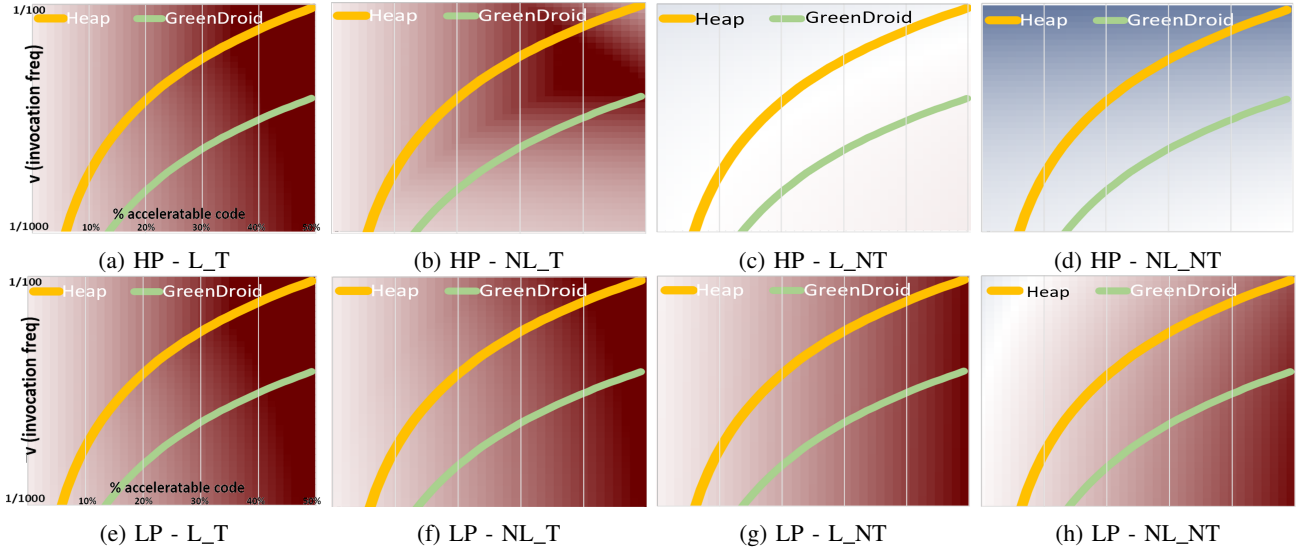 1/100
Heap GreenDroid
v (invocation freq)
% acceleratable code
1/1000 10% 20% 30% 40% 50%
Heap GreenDroid
Heap GreenDroid
Heap GreenDroid
(a) HP - L_T
(b) HP - NL_T
(c) HP - L_NT
(d) HP - NL_NT
1/100
Heap GreenDroid
v (invocation freq)
% acceleratable code
1/1000 10% 20% 30% 40% 50%
Heap GreenDroid
Heap GreenDroid
Heap GreenDroid
(e) LP - L_T
(f) LP - NL_T
(g) LP - L_NT
(h) LP - NL_NT